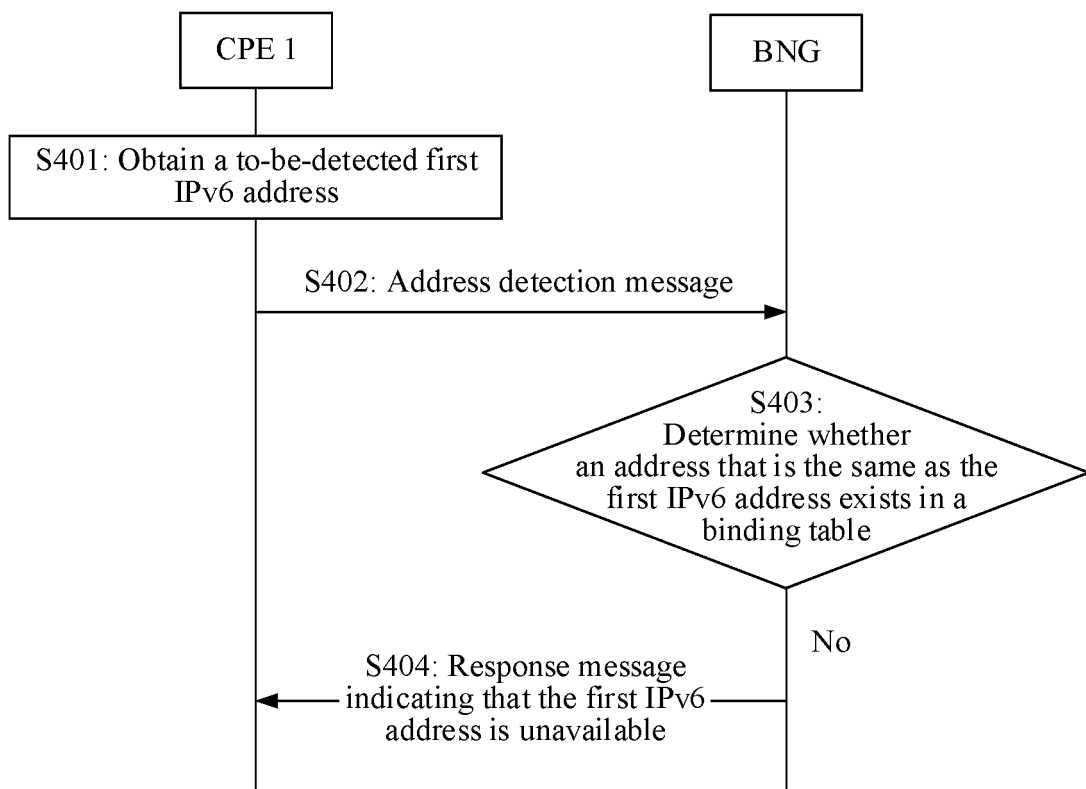 CPE 1
BNG
S401: Obtain a to-be-detected first
IPv6 address
S402: Address detection message
S403:
Determine whether
an address that is the same as the
first IPv6 address exists in a
binding table
No
S404: Response message
indicating that the first IPv6
address is unavailable